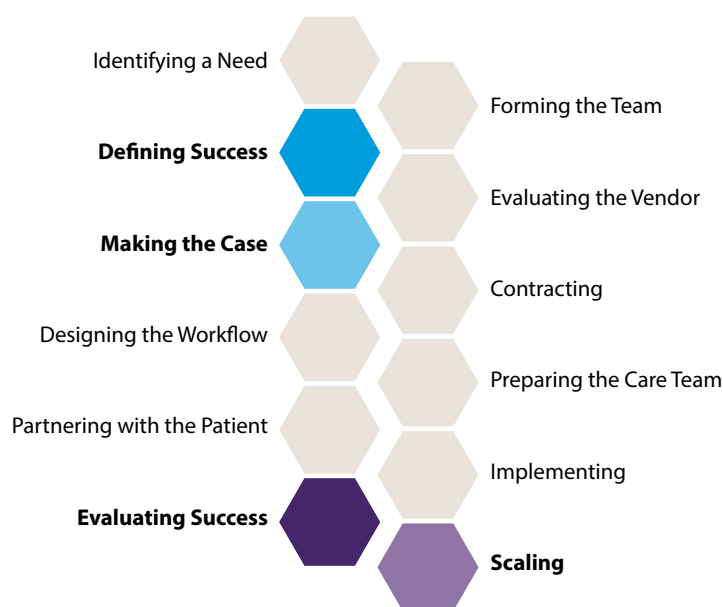 Identifying a Need
Forming the Team
Defining Success
Evaluating the Vendor
Making the Case
Contracting
Designing the Workflow
Preparing the Care Team
Partnering with the Patient
Implementing
Evaluating Success
Scaling